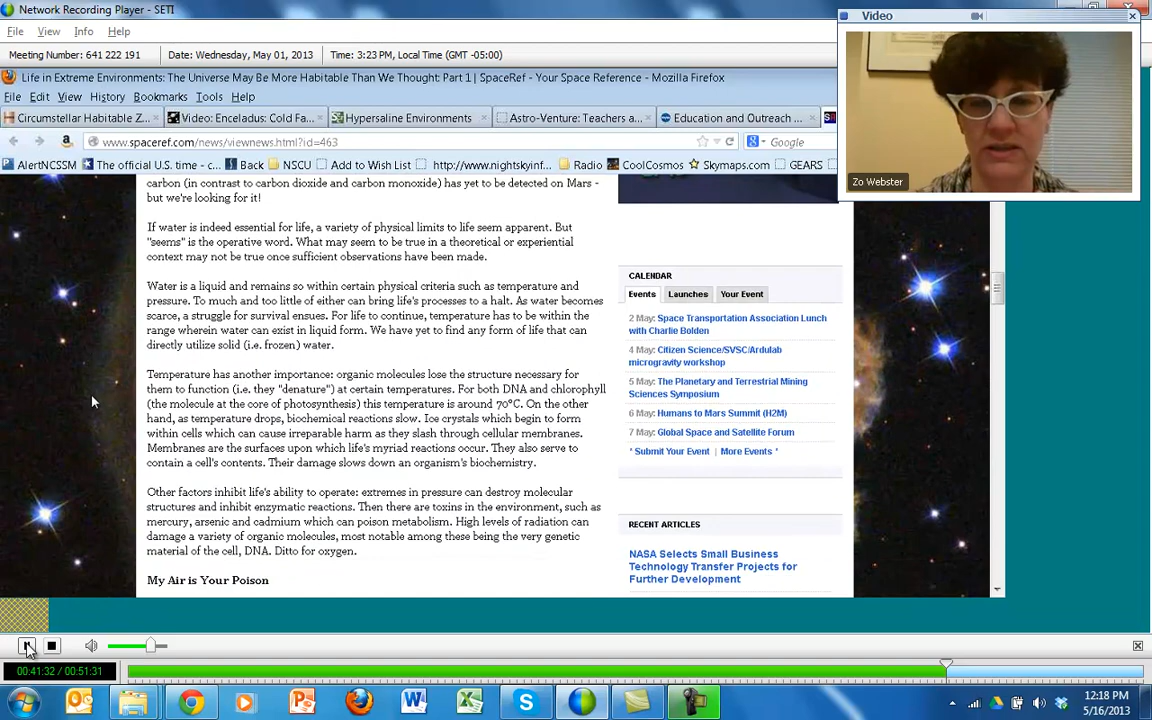 Network Recording Player - SETI
File View Info Help
Meeting Number: 641 222 191 Date: Wednesday, May 01, 2013 Time: 3:23 PM, Local Time (GMT -05:00)
Video
Zo Webster
Life in Extreme Environments: The Universe May Be More Habitable Than We Thought: Part 1 | SpaceRef - Your Space Reference - Mozilla Firefox
File Edit View History Bookmarks Tools Help
Circumstellar Habitable Z... Video: Enceladus: Cold Fa... Hypersaline Environments Astro-Venture: Teachers a... Education and Outreach ...
www.spaceref.com/news/viewnews.html?id=463
Google
AlertNCSSM The official U.S. time - c... Back NSCU Add to Wish List http://www.nightskyinf... Radio CoolCosmos Skymaps.com GEARS
carbon (in contrast to carbon dioxide and carbon monoxide) has yet to be detected on Mars -
but we're looking for it!
If water is indeed essential for life, a variety of physical limits to life seem apparent. But
"seems" is the operative word. What may seem to be true in a theoretical or experiential
context may not be true once sufficient observations have been made.
Water is a liquid and remains so within certain physical criteria such as temperature and
pressure. To much and too little of either can bring life's processes to a halt. As water becomes
scarce, a struggle for survival ensues. For life to continue, temperature has to be within the
range wherein water can exist in liquid form. We have yet to find any form of life that can
directly utilize solid (i.e. frozen) water.
Temperature has another importance: organic molecules lose the structure necessary for
them to function (i.e. they "denature") at certain temperatures. For both DNA and chlorophyll
(the molecule at the core of photosynthesis) this temperature is around 70°C. On the other
hand, as temperature drops, biochemical reactions slow. Ice crystals which begin to form
within cells which can cause irreparable harm as they slash through cellular membranes.
Membranes are the surfaces upon which life's myriad reactions occur. They also serve to
contain a cell's contents. Their damage slows down an organism's biochemistry.
Other factors inhibit life's ability to operate: extremes in pressure can destroy molecular
structures and inhibit enzymatic reactions. Then there are toxins in the environment, such as
mercury, arsenic and cadmium which can poison metabolism. High levels of radiation can
damage a variety of organic molecules, most notable among these being the very genetic
material of the cell, DNA. Ditto for oxygen.
My Air is Your Poison
CALENDAR
Events Launches Your Event
2 May: Space Transportation Association Luncheon
with Charlie Bolden
4 May: Citizen Science/SVSC/Ardulab
microgravity workshop
5 May: The Planetary and Terrestrial Mining
Sciences Symposium
6 May: Humans to Mars Summit (H2M)
7 May: Global Space and Satellite Forum
' Submit Your Event | More Events '
RECENT ARTICLES
NASA Selects Small Business
Technology Transfer Projects for
Further Development
00:41:32 / 00:51:31
12:18 PM
5/16/2013